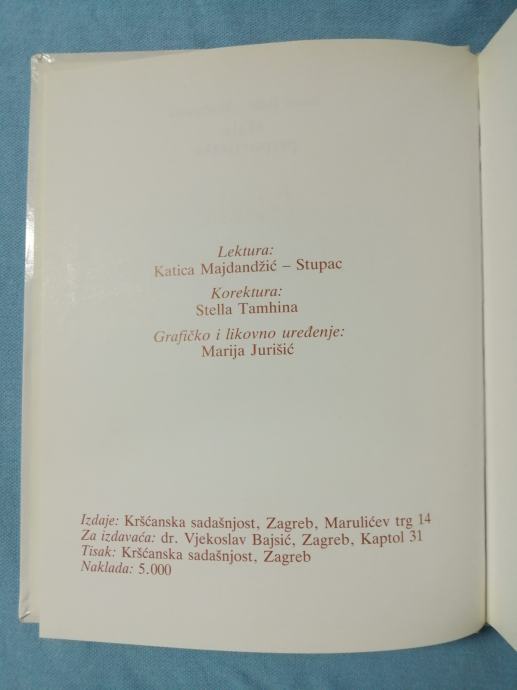 Lektura:
Katica Majdandžić – Stupac
Korektura:
Stella Tamhina
Grafičko i likovno uređenje:
Marija Jurišić
Izdaje: Kršćanska sadašnjost, Zagreb, Marulićev trg 14
Za izdavaća: dr. Vjekoslav Bajsić, Zagreb, Kaptol 31
Tisak: Kršćanska sadašnjost, Zagreb
Naklada: 5.000